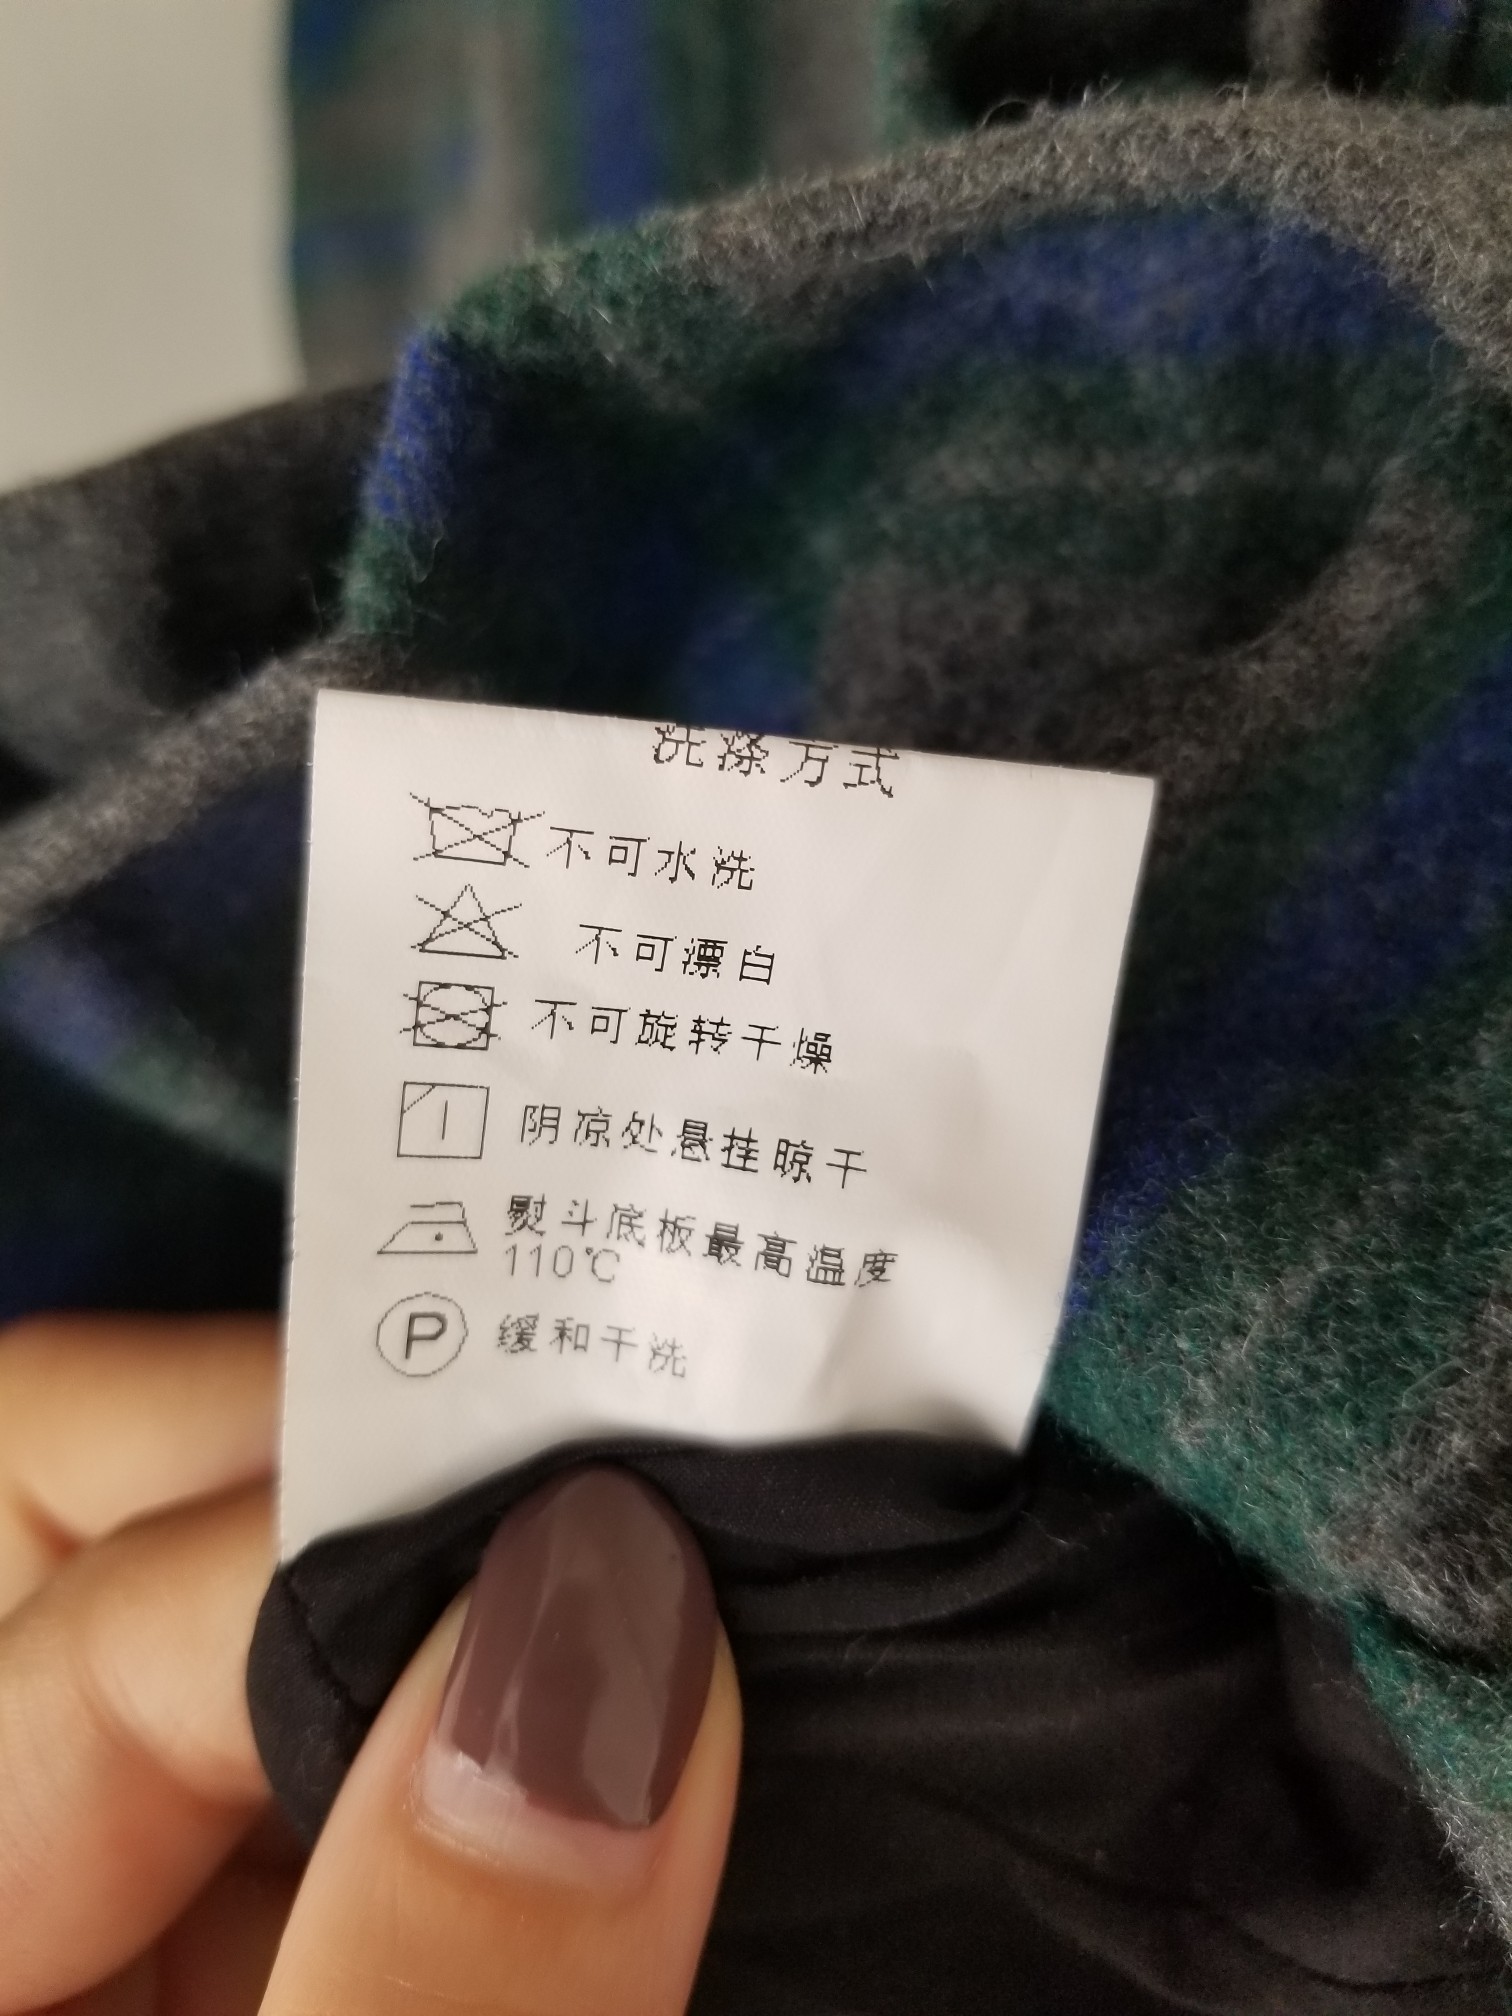 洗涤方式
不可水洗
不可漂白
不可旋转干燥
阴凉处悬挂晾干
熨斗底板最高温度
110℃
P 缓和干洗